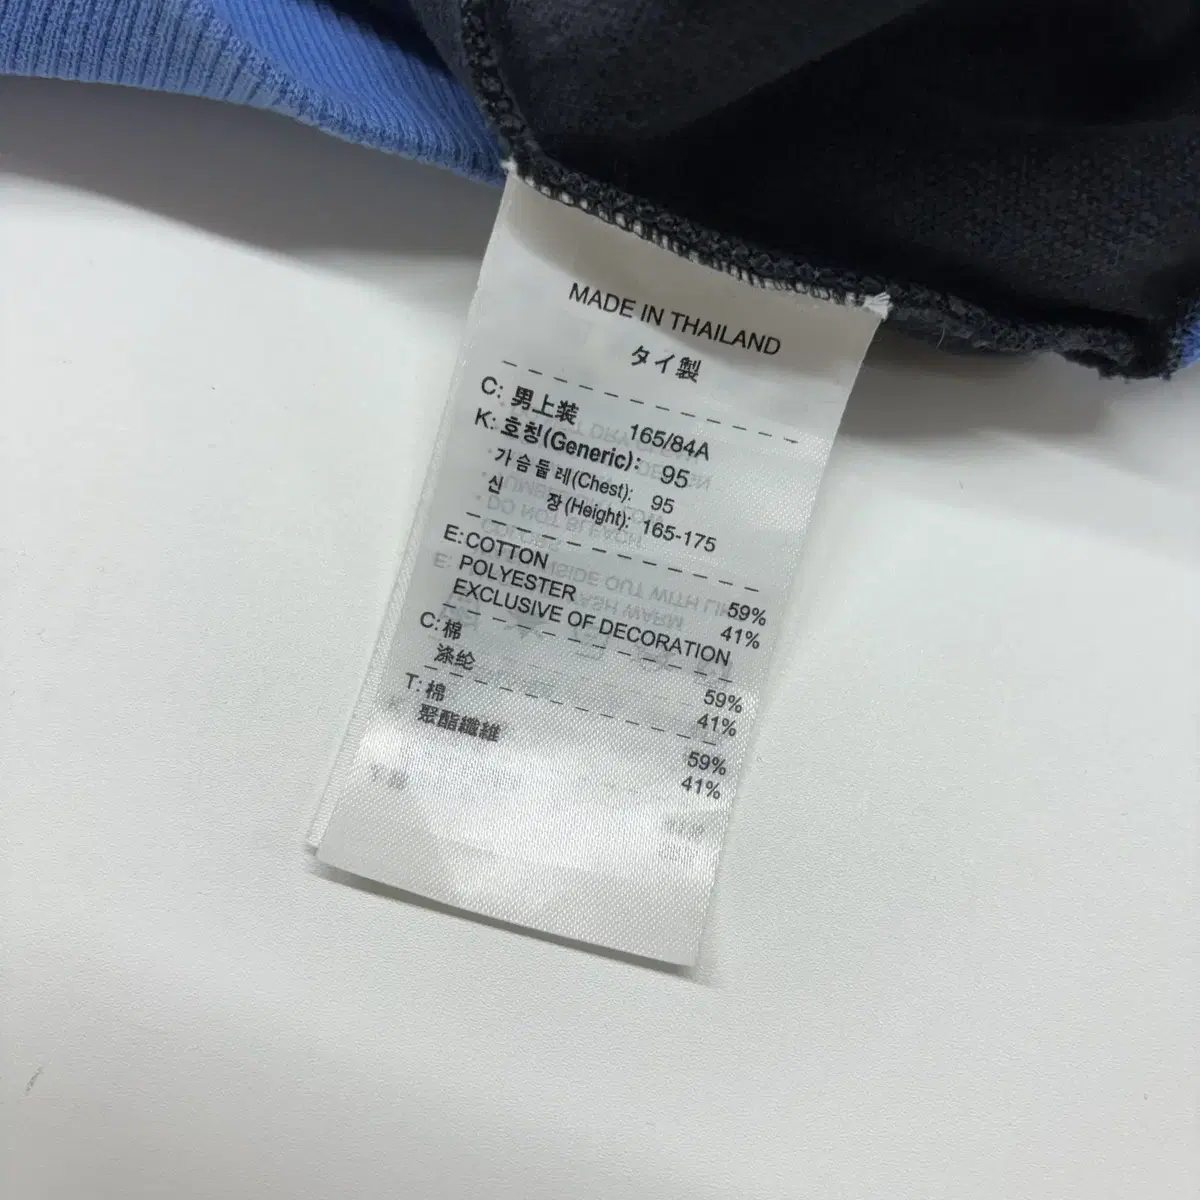 MADE IN THAILAND
タイ製
C: 男上装 165/84A
K: 호칭(Generic): 95
가슴둘레(Chest): 95
신 장(Height): 165-175
E: COTTON 59%
POLYESTER 41%
EXCLUSIVE OF DECORATION
C: 棉 59%
涤纶 41%
T: 棉 59%
聚酯纖維 41%